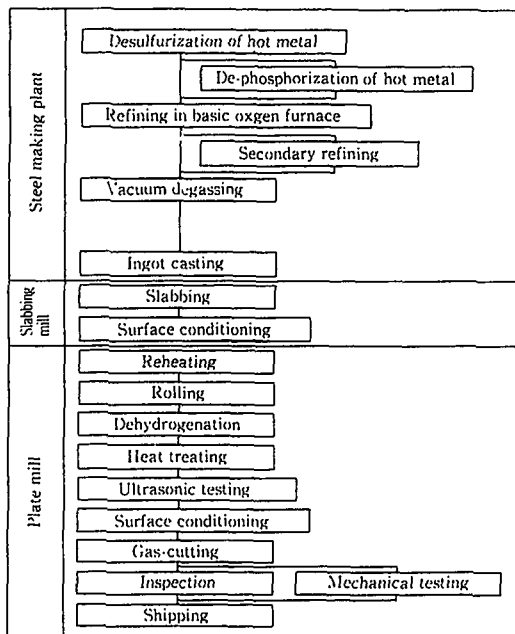 Steel making plant
Desulfurization of hot metal
De-phosphorization of hot metal
Refining in basic oxgen furnace
Secondary refining
Vacuum degassing
Ingot casting
Slabbing
mill
Slabbing
Surface conditioning
Plate mill
Reheating
Rolling
Dehydrogenation
Heat treating
Ultrasonic testing
Surface conditioning
Gas-cutting
Inspection
Mechanical testing
Shipping